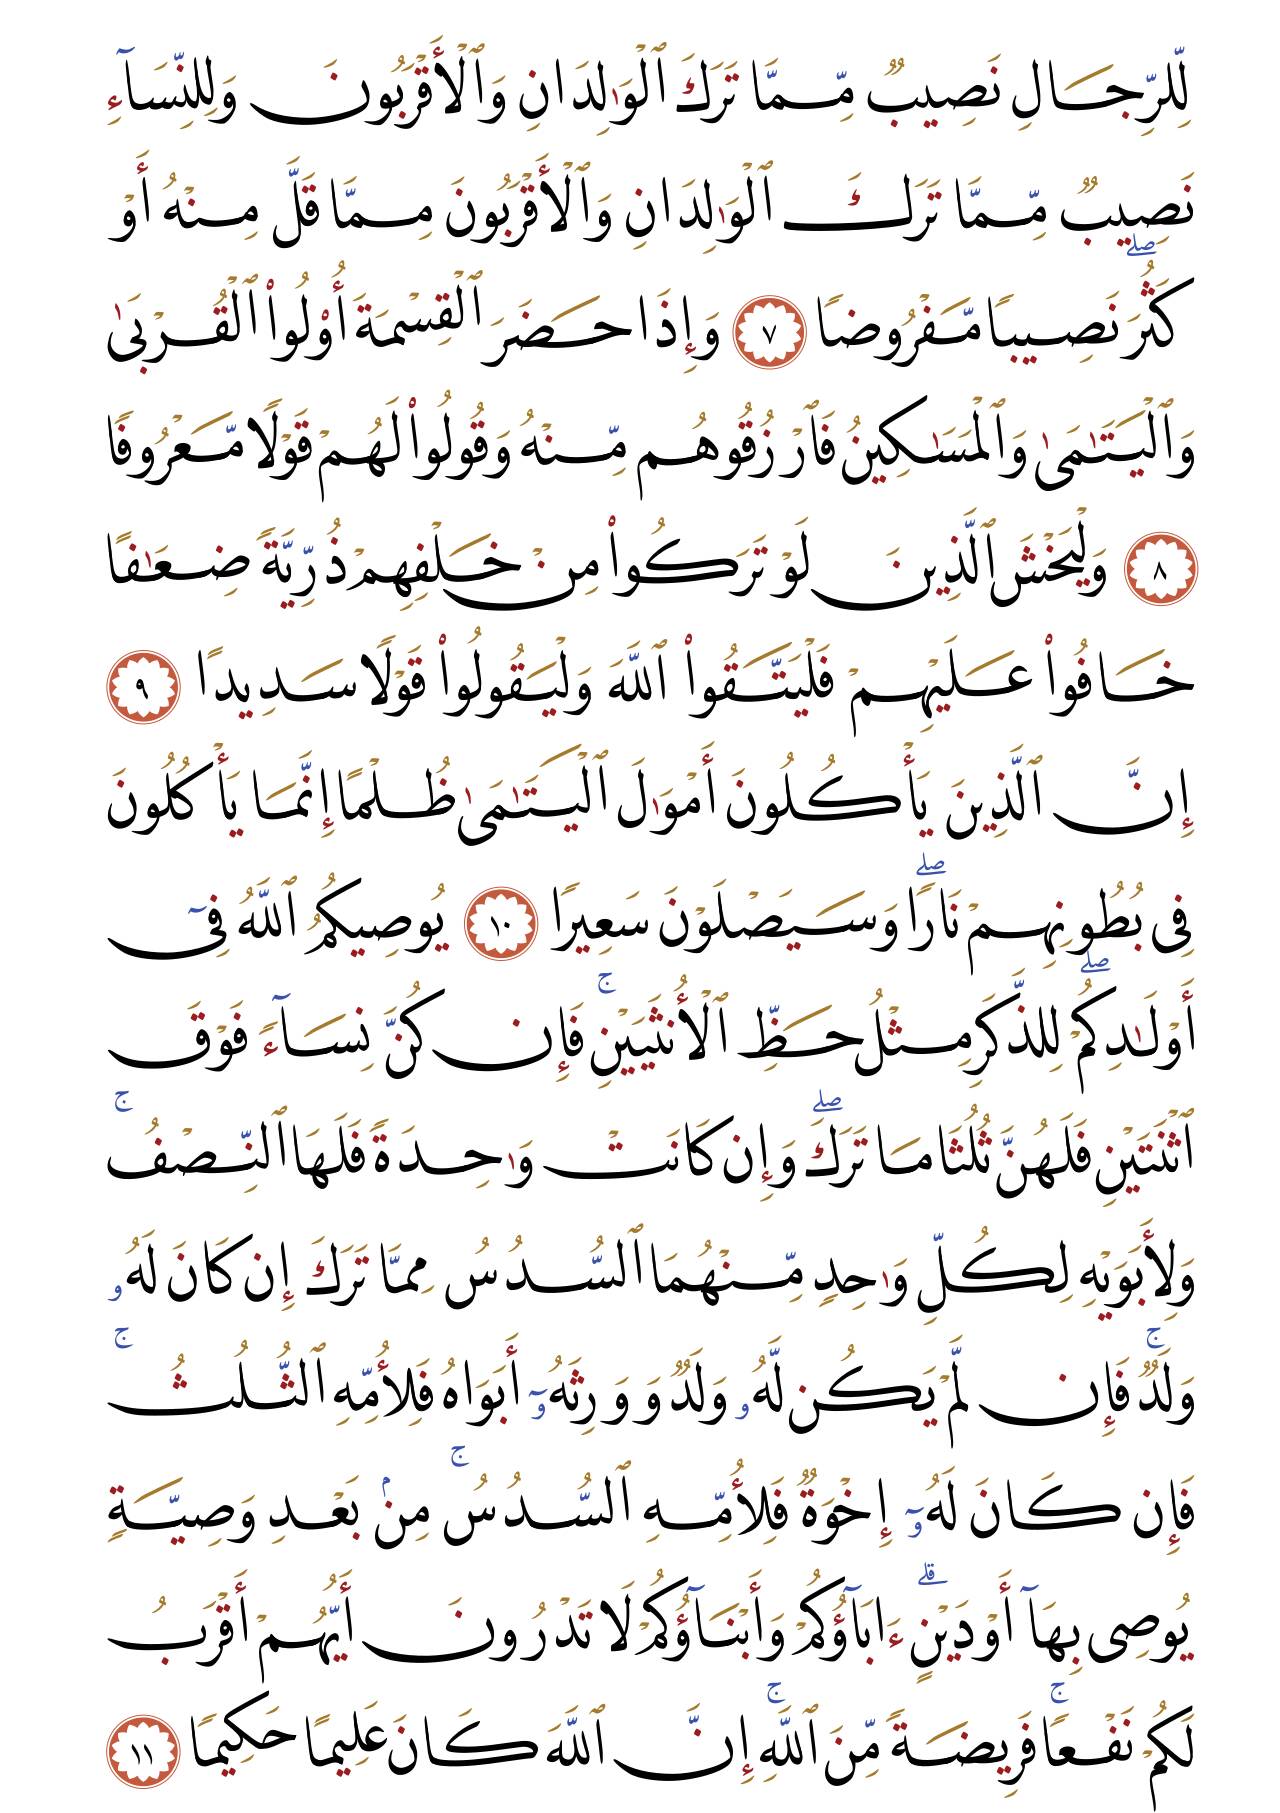 لِّلرِّجَالِ نَصِيبٌ مِّمَّا تَرَكَ ٱلْوَٰلِدَانِ وَٱلْأَقْرَبُونَ وَلِلنِّسَآءِ
نَصِيبٌ مِّمَّا تَرَكَ ٱلْوَٰلِدَانِ وَٱلْأَقْرَبُونَ مِمَّا قَلَّ مِنْهُ أَوْ
كَثُرَ ۖ نَصِيبًا مَّفْرُوضًا ٧ وَإِذَا حَضَرَ ٱلْقِسْمَةَ أُو۟لُوا۟ ٱلْقُرْبَىٰ
وَٱلْيَتَٰمَىٰ وَٱلْمَسَٰكِينُ فَٱرْزُقُوهُم مِّنْهُ وَقُولُوا۟ لَهُمْ قَوْلًا مَّعْرُوفًا
٨ وَلْيَخْشَ ٱلَّذِينَ لَوْ تَرَكُوا۟ مِنْ خَلْفِهِمْ ذُرِّيَّةً ضِعَٰفًا
خَافُوا۟ عَلَيْهِمْ فَلْيَتَّقُوا۟ ٱللَّهَ وَلْيَقُولُوا۟ قَوْلًا سَدِيدًا ٩
إِنَّ ٱلَّذِينَ يَأْكُلُونَ أَمْوَٰلَ ٱلْيَتَٰمَىٰ ظُلْمًا إِنَّمَا يَأْكُلُونَ
فِى بُطُونِهِمْ نَارًا ۖ وَسَيَصْلَوْنَ سَعِيرًا ١٠ يُوصِيكُمُ ٱللَّهُ فِىٓ
أَوْلَٰدِكُمْ ۖ لِلذَّكَرِ مِثْلُ حَظِّ ٱلْأُنثَيَيْنِ ۚ فَإِن كُنَّ نِسَآءً فَوْقَ
ٱثْنَتَيْنِ فَلَهُنَّ ثُلُثَا مَا تَرَكَ ۖ وَإِن كَانَتْ وَٰحِدَةً فَلَهَا ٱلنِّصْفُ ۚ
وَلِأَبَوَيْهِ لِكُلِّ وَٰحِدٍ مِّنْهُمَا ٱلسُّدُسُ مِمَّا تَرَكَ إِن كَانَ لَهُۥ
وَلَدٌ ۚ فَإِن لَّمْ يَكُن لَّهُۥ وَلَدٌ وَوَرِثَهُۥٓ أَبَوَاهُ فَلِأُمِّهِ ٱلثُّلُثُ ۚ
فَإِن كَانَ لَهُۥٓ إِخْوَةٌ فَلِأُمِّهِ ٱلسُّدُسُ ۚ مِنۢ بَعْدِ وَصِيَّةٍ
يُوصِى بِهَآ أَوْ دَيْنٍ ۗ ءَابَآؤُكُمْ وَأَبْنَآؤُكُمْ لَا تَدْرُونَ أَيُّهُمْ أَقْرَبُ
لَكُمْ نَفْعًا ۚ فَرِيضَةً مِّنَ ٱللَّهِ ۚ إِنَّ ٱللَّهَ كَانَ عَلِيمًا حَكِيمًا ١١